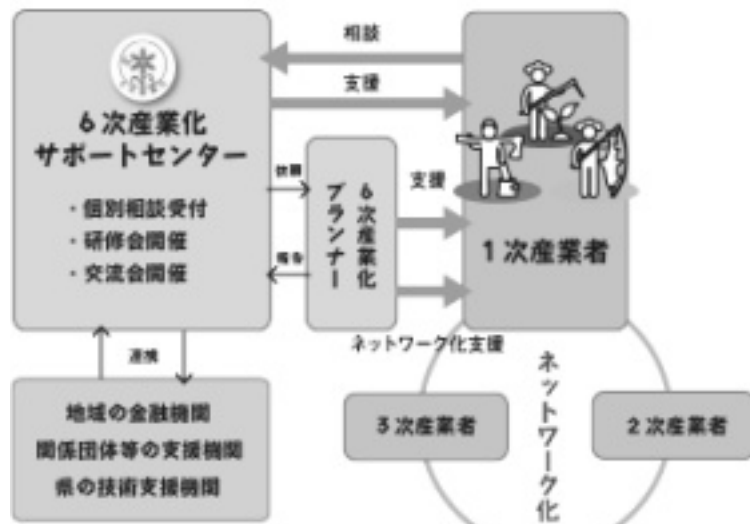 相談
支援
6次産業化
サポートセンター
・個別相談受付
・研修会開催
・交流会開催
依頼
報告
6次産業化
プランナー
支援
1次産業者
ネットワーク化支援
連携
地域の金融機関
関係団体等の支援機関
県の技術支援機関
3次産業者
ネットワーク化
2次産業者